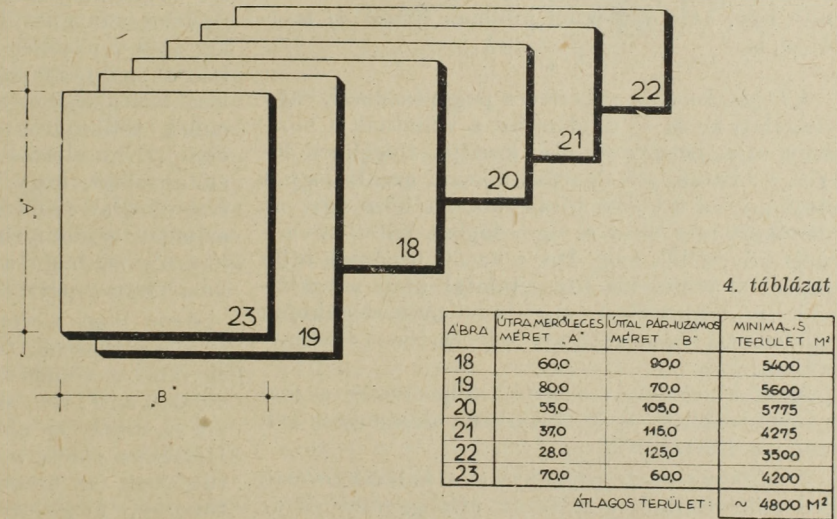 22
21
20
18
23
19
„A”
„B”
4. táblázat
ÁBRA ÚTRA MERŐLEGES MÉRET „A” ÚTTAL PÁRHUZAMOS MÉRET „B” MINIMÁLIS TERÜLET M²
18 60,0 90,0 5400
19 80,0 70,0 5600
20 55,0 105,0 5775
21 37,0 115,0 4275
22 28,0 125,0 3500
23 70,0 60,0 4200
ÁTLAGOS TERÜLET: ~ 4800 M²